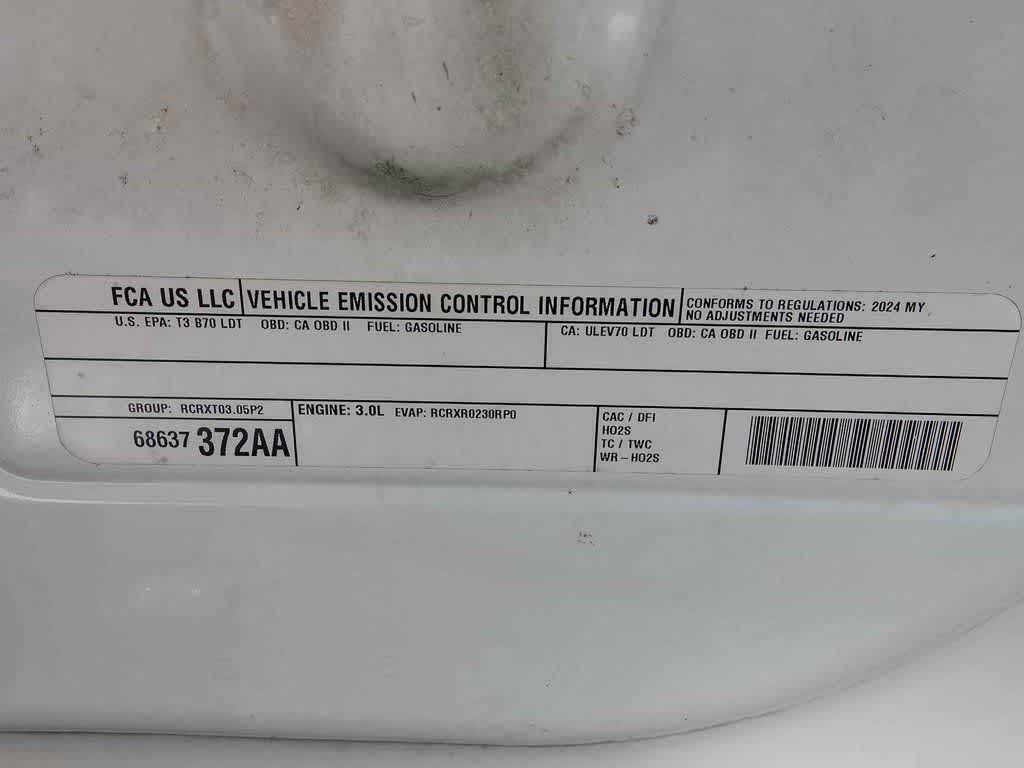 FCA US LLC VEHICLE EMISSION CONTROL INFORMATION
CONFORMS TO REGULATIONS: 2024 MY
NO ADJUSTMENTS NEEDED
U.S. EPA: T3 B70 LDT OBD: CA OBD II FUEL: GASOLINE
CA: ULEV70 LDT OBD: CA OBD II FUEL: GASOLINE
GROUP: RCRXT03.05P2
68637 372AA
ENGINE: 3.0L EVAP: RCRXR0230RP0
CAC / DFI
HO2S
TC / TWC
WR-HO2S